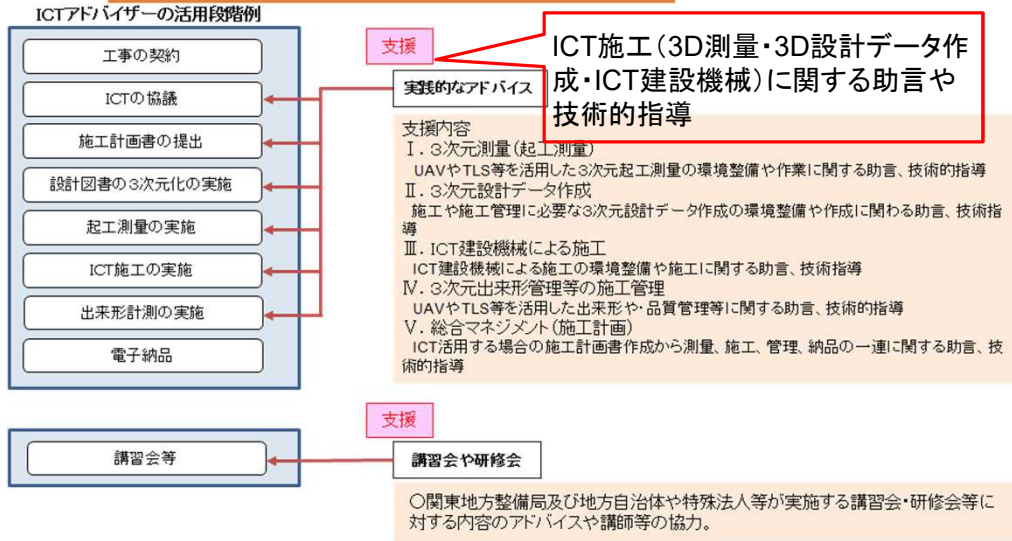 ICTアドバイザーの活用段階例
工事の契約
ICTの協議
施工計画書の提出
設計図書の3次元化の実施
起工測量の実施
ICT施工の実施
出来形計測の実施
電子納品
支援
実践的なアドバイス
ICT施工(3D測量・3D設計データ作
成・ICT建設機械)に関する助言や
技術的指導
支援内容
Ⅰ.3次元測量(起工測量)
UAVやTLS等を活用した3次元起工測量の環境整備や作業に関する助言、技術的指導
Ⅱ.3次元設計データ作成
施工や施工管理に必要な3次元設計データ作成の環境整備や作成に関わる助言、技術指
導
Ⅲ.ICT建設機械による施工
ICT建設機械による施工の環境整備や施工に関する助言、技術指導
Ⅳ.3次元出来形管理等の施工管理
UAVやTLS等を活用した出来形や・品質管理等に関する助言、技術的指導
Ⅴ.総合マネジメント(施工計画)
ICT活用する場合の施工計画書作成から測量、施工、管理、納品の一連に関する助言、技
術的指導
講習会等
支援
講習会や研修会
○関東地方整備局及び地方自治体や特殊法人等が実施する講習会・研修会等に
対する内容のアドバイスや講師等の協力。